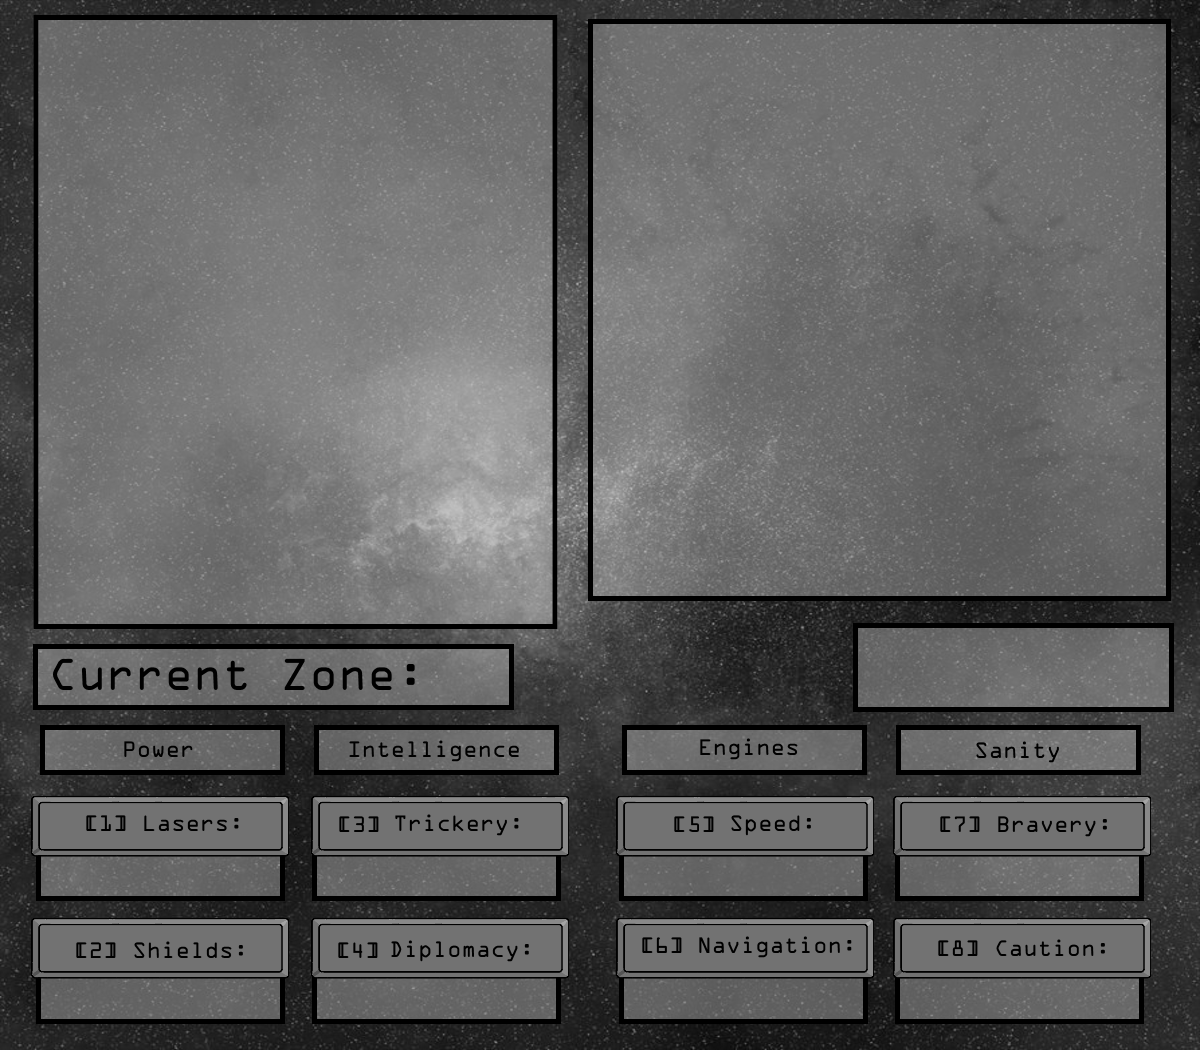 Current Zone:
Power
Intelligence
Engines
Sanity
[1] Lasers:
[3] Trickery:
[5] Speed:
[7] Bravery:
[2] Shields:
[4] Diplomacy:
[6] Navigation:
[8] Caution: